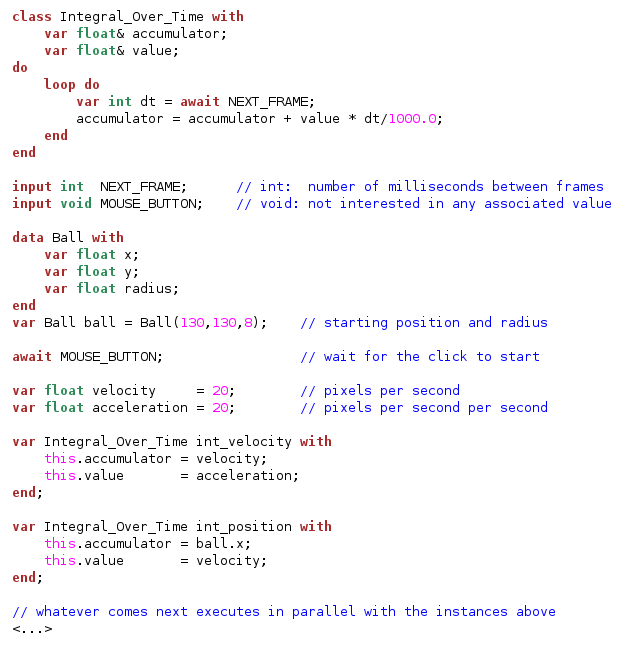 class Integral_Over_Time with
    var float& accumulator;
    var float& value;
do
    loop do
        var int dt = await NEXT_FRAME;
        accumulator = accumulator + value * dt/1000.0;
    end
end

input int  NEXT_FRAME;      // int:  number of milliseconds between frames
input void MOUSE_BUTTON;    // void: not interested in any associated value

data Ball with
    var float x;
    var float y;
    var float radius;
end
var Ball ball = Ball(130,130,8);    // starting position and radius

await MOUSE_BUTTON;                 // wait for the click to start

var float velocity     = 20;        // pixels per second
var float acceleration = 20;        // pixels per second per second

var Integral_Over_Time int_velocity with
    this.accumulator = velocity;
    this.value       = acceleration;
end;

var Integral_Over_Time int_position with
    this.accumulator = ball.x;
    this.value       = velocity;
end;

// whatever comes next executes in parallel with the instances above
<...>